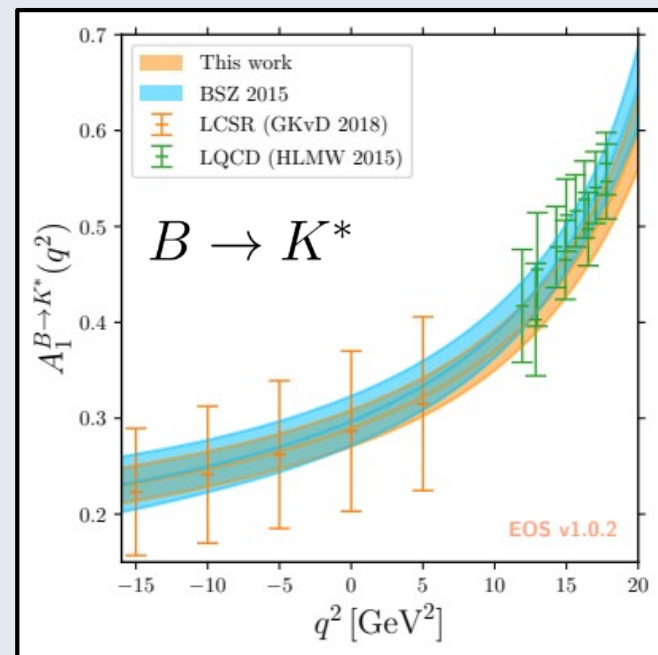 This work
BSZ 2015
LCSR (GKvD 2018)
LQCD (HLMW 2015)
B → K*
A₁^{B→K*}(q²)
0.7
0.6
0.5
0.4
0.3
0.2
EOS v1.0.2
−15 −10 −5 0 5 10 15 20
q² [GeV²]